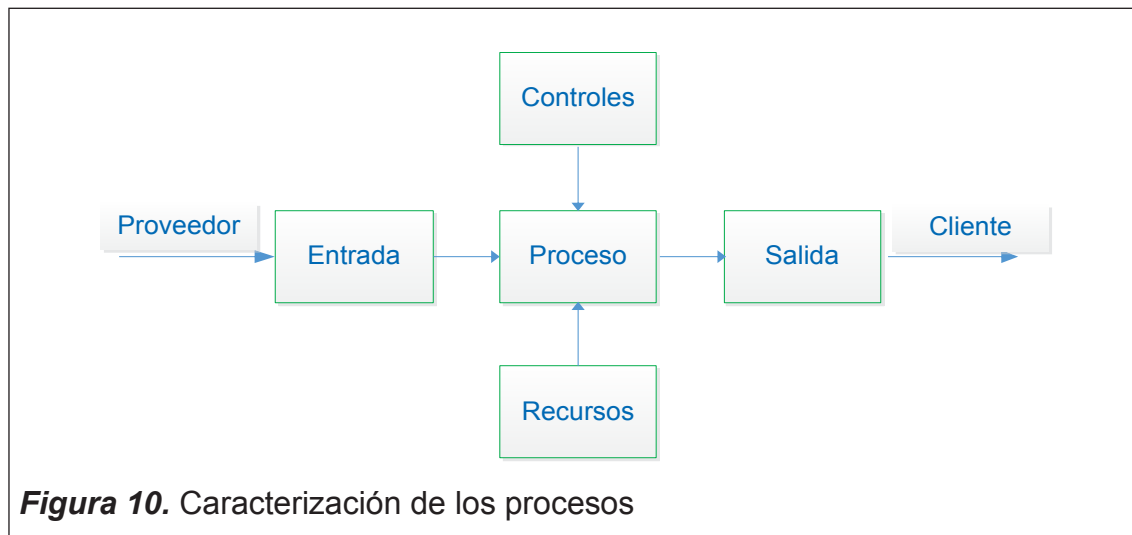 Controles
Proveedor
Entrada
Proceso
Salida
Cliente
Recursos
Figura 10. Caracterización de los procesos